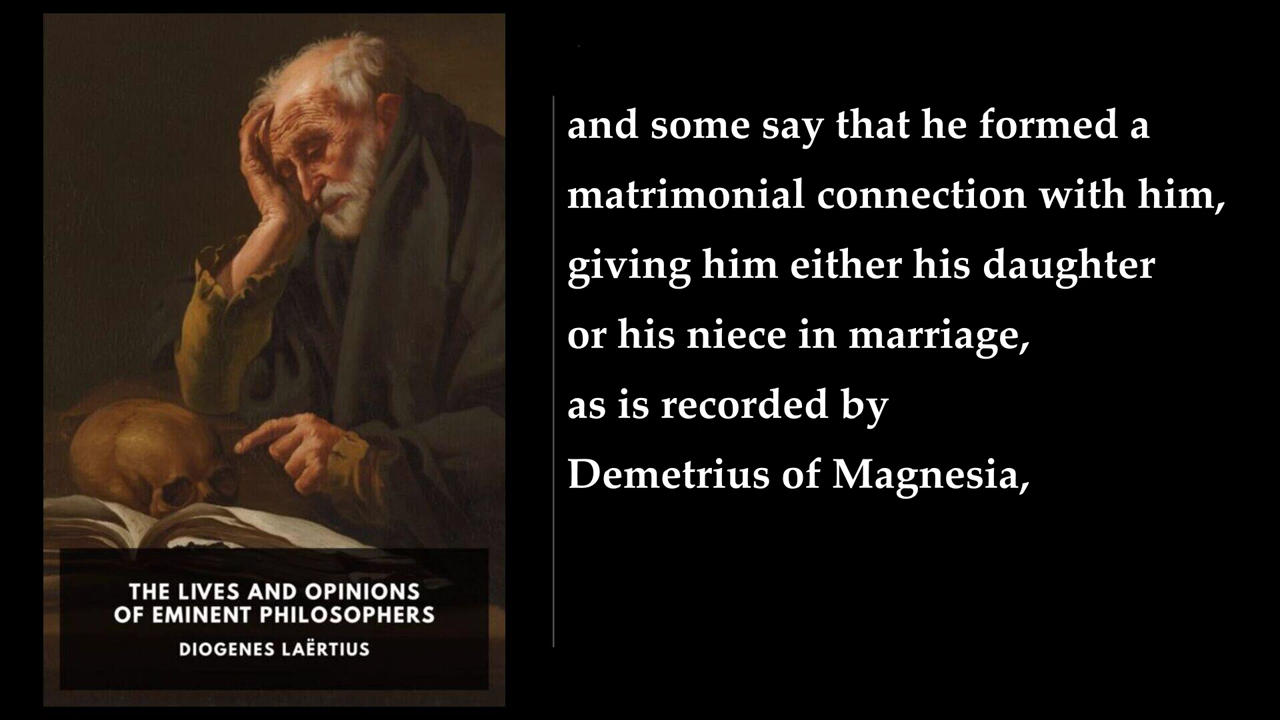 and some say that he formed a
matrimonial connection with him,
giving him either his daughter
or his niece in marriage,
as is recorded by
Demetrius of Magnesia,
THE LIVES AND OPINIONS
OF EMINENT PHILOSOPHERS
DIOGENES LAËRTIUS